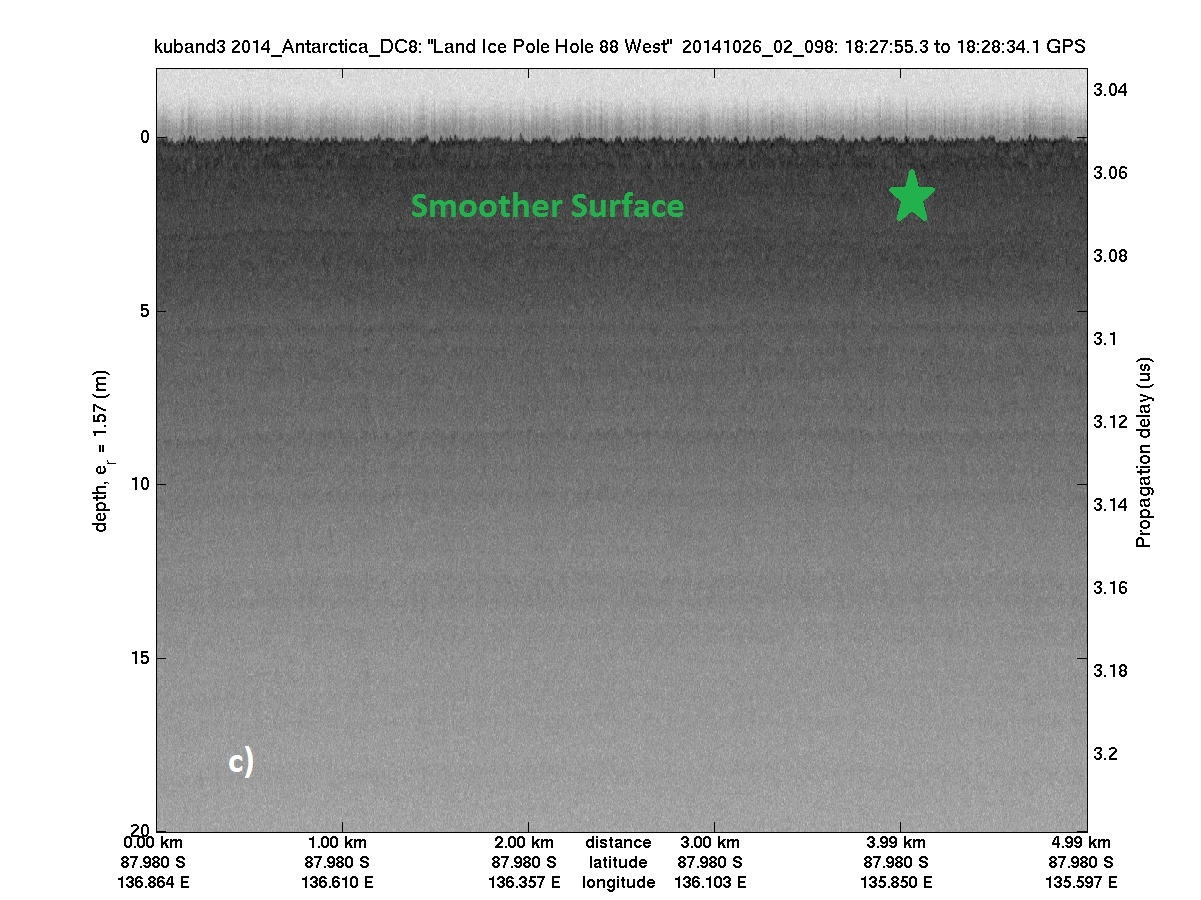 kuband3 2014_Antarctica_DC8: "Land Ice Pole Hole 88 West" 20141026_02_098: 18:27:55.3 to 18:28:34.1 GPS
3.04
0
3.06
Smoother Surface
3.08
5
3.1
depth, e_r = 1.57 (m)
Propagation delay (us)
3.12
10
3.14
3.16
15
3.18
c)
3.2
20
0.00 km 1.00 km 2.00 km distance 3.00 km 3.99 km 4.99 km
87.980 S 87.980 S 87.980 S latitude 87.980 S 87.980 S 87.980 S
136.864 E 136.610 E 136.357 E longitude 136.103 E 135.850 E 135.597 E